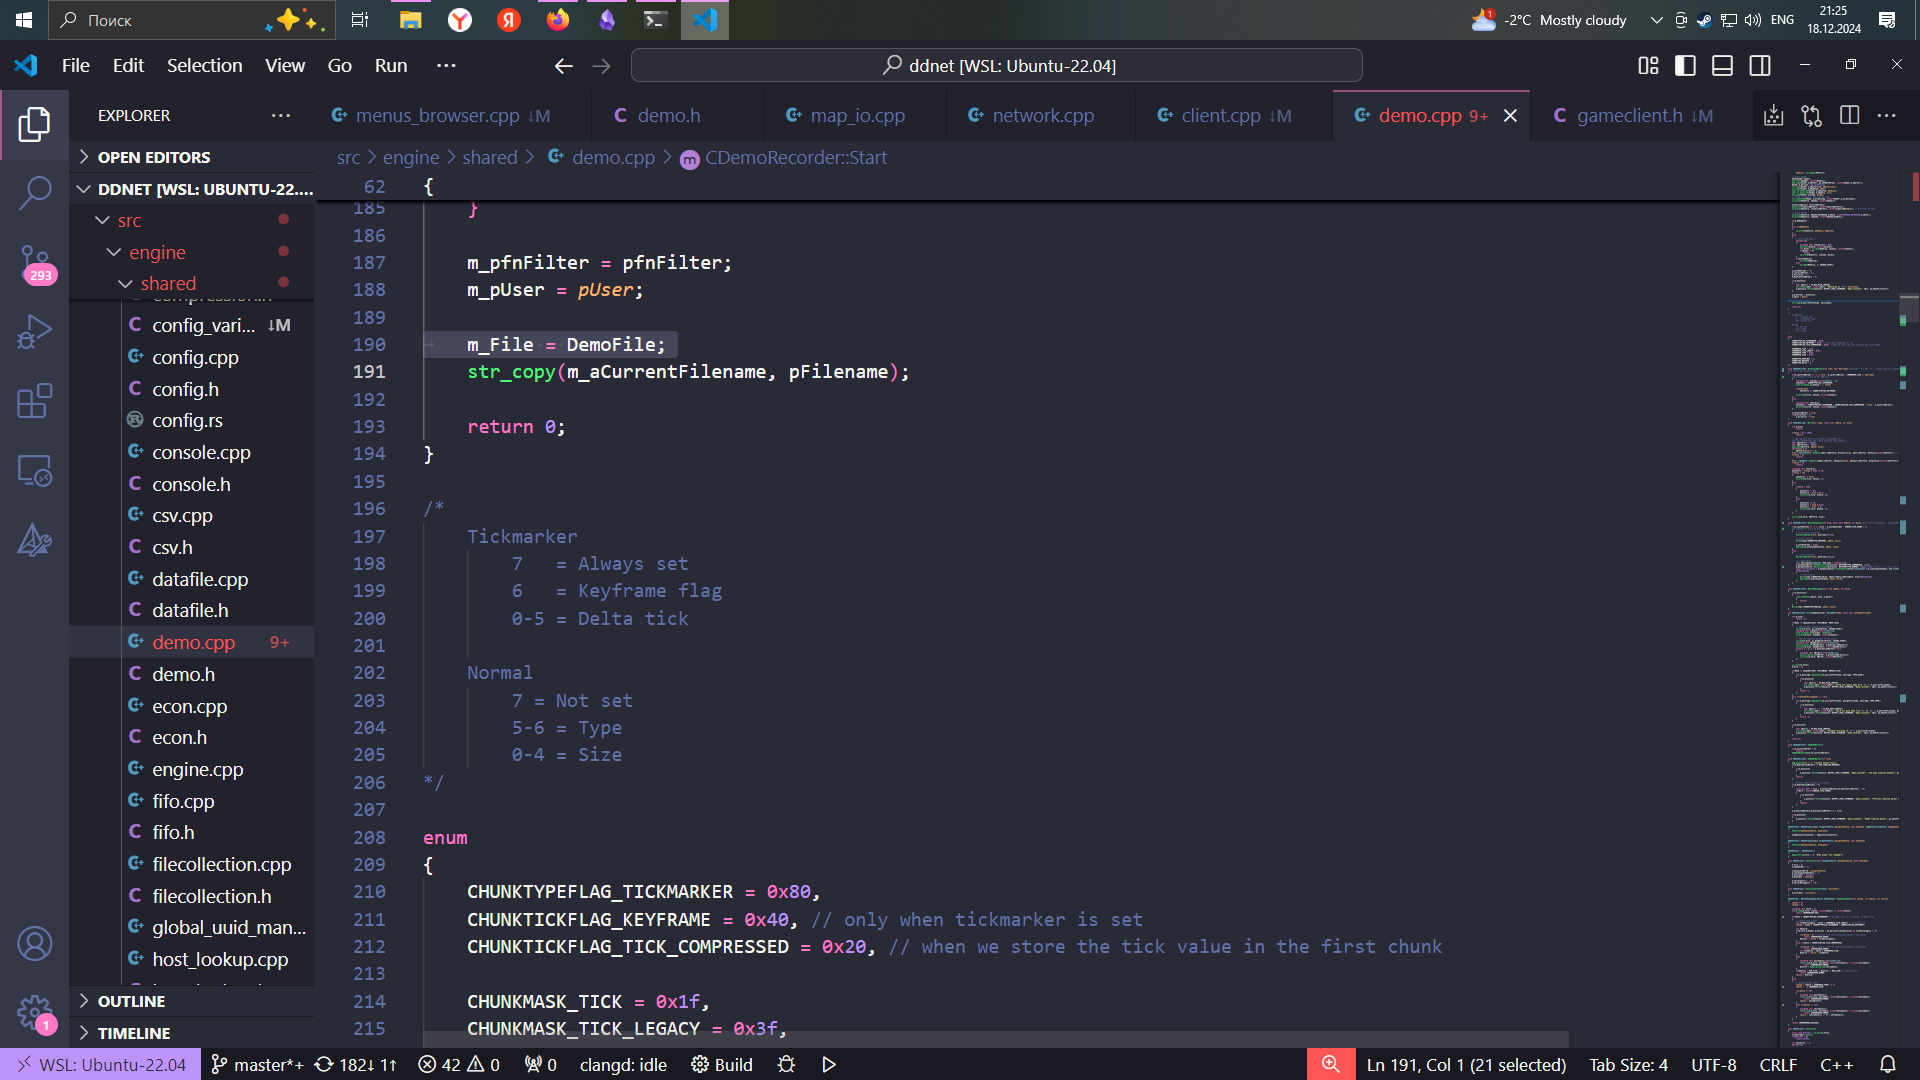 Поиск
-2°C Mostly cloudy
ENG
21:25
18.12.2024
File Edit Selection View Go Run ···
ddnet [WSL: Ubuntu-22.04]
EXPLORER ···
menus_browser.cpp ↓M
demo.h
map_io.cpp
network.cpp
client.cpp ↓M
demo.cpp 9+
gameclient.h ↓M
OPEN EDITORS
DDNET [WSL: UBUNTU-22....
src
engine
shared
config_vari... ↓M
config.cpp
config.h
config.rs
console.cpp
console.h
csv.cpp
csv.h
datafile.cpp
datafile.h
demo.cpp 9+
demo.h
econ.cpp
econ.h
engine.cpp
fifo.cpp
fifo.h
filecollection.cpp
filecollection.h
global_uuid_man...
host_lookup.cpp
OUTLINE
TIMELINE
293
1
src > engine > shared > demo.cpp > CDemoRecorder::Start
62 {
185 }
186
187 m_pfnFilter = pfnFilter;
188 m_pUser = pUser;
189
190 m_File = DemoFile;
191 str_copy(m_aCurrentFilename, pFilename);
192
193 return 0;
194 }
195
196 /*
197 Tickmarker
198 7 = Always set
199 6 = Keyframe flag
200 0-5 = Delta tick
201
202 Normal
203 7 = Not set
204 5-6 = Type
205 0-4 = Size
206 */
207
208 enum
209 {
210 CHUNKTYPEFLAG_TICKMARKER = 0x80,
211 CHUNKTICKFLAG_KEYFRAME = 0x40, // only when tickmarker is set
212 CHUNKTICKFLAG_TICK_COMPRESSED = 0x20, // when we store the tick value in the first chunk
213
214 CHUNKMASK_TICK = 0x1f,
215 CHUNKMASK_TICK_LEGACY = 0x3f,
WSL: Ubuntu-22.04 master*+ 182↓ 1↑ 42 0 0 clangd: idle Build
Ln 191, Col 1 (21 selected) Tab Size: 4 UTF-8 CRLF C++